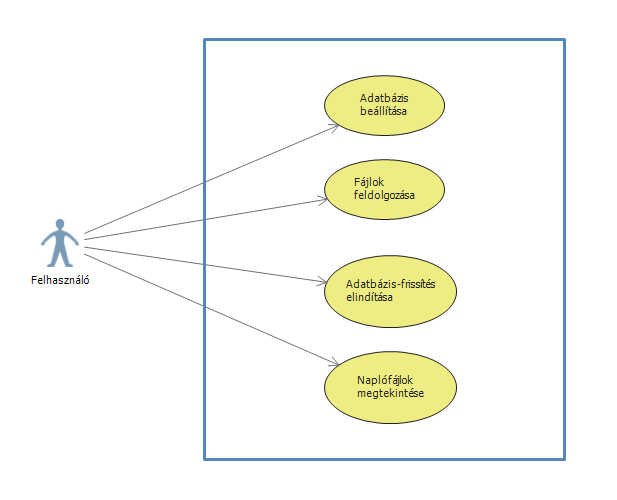 Adatbázis
beállítása
Fájlok
feldolgozása
Adatbázis-frissítés
elindítása
Naplófájlok
megtekintése
Felhasználó